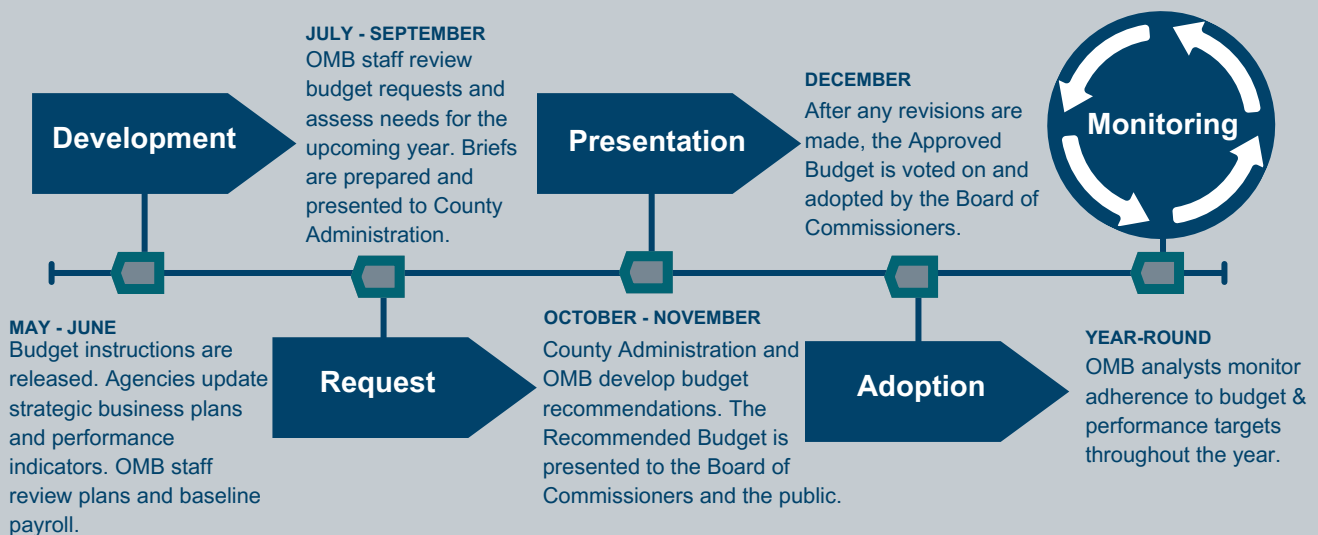 Development
MAY - JUNE
Budget instructions are
released. Agencies update
strategic business plans
and performance
indicators. OMB staff
review plans and baseline
payroll.
JULY - SEPTEMBER
OMB staff review
budget requests and
assess needs for the
upcoming year. Briefs
are prepared and
presented to County
Administration.
Request
Presentation
OCTOBER - NOVEMBER
County Administration and
OMB develop budget
recommendations. The
Recommended Budget is
presented to the Board of
Commissioners and the public.
DECEMBER
After any revisions are
made, the Approved
Budget is voted on and
adopted by the Board of
Commissioners.
Adoption
Monitoring
YEAR-ROUND
OMB analysts monitor
adherence to budget &
performance targets
throughout the year.